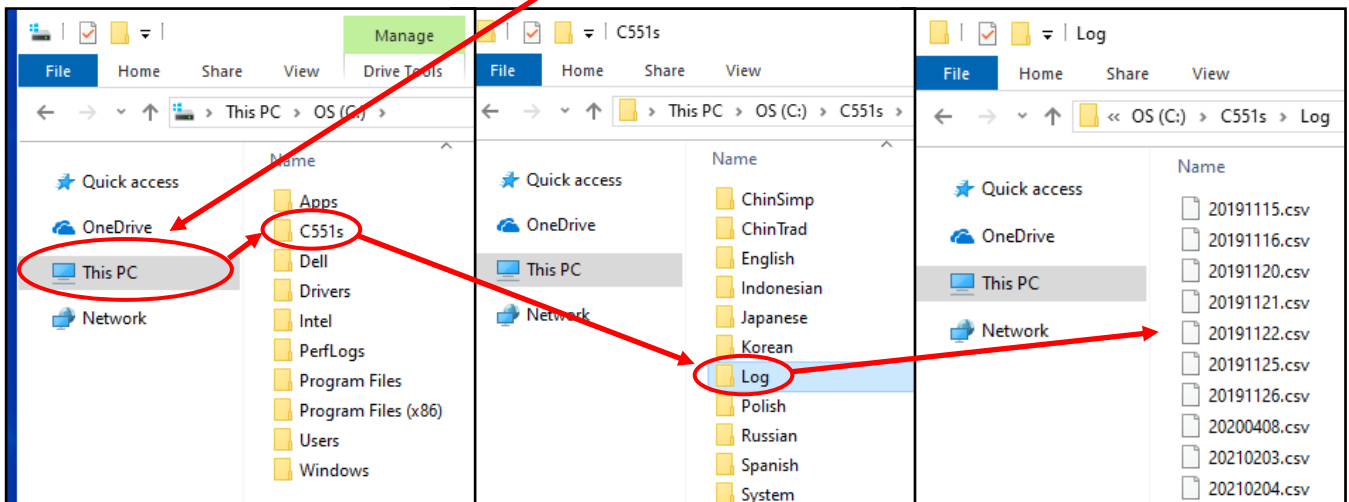 Manage
File Home Share View Drive Tools
This PC > OS (C:) >
Quick access
OneDrive
This PC
Network
Name
Apps
C551s
Dell
Drivers
Intel
PerfLogs
Program Files
Program Files (x86)
Users
Windows
C551s
File Home Share View
This PC > OS (C:) > C551s >
Quick access
OneDrive
This PC
Network
Name
ChinSimp
ChinTrad
English
Indonesian
Japanese
Korean
Log
Polish
Russian
Spanish
System
Log
File Home Share View
« OS (C:) > C551s > Log
Quick access
OneDrive
This PC
Network
Name
20191115.csv
20191116.csv
20191120.csv
20191121.csv
20191122.csv
20191125.csv
20191126.csv
20200408.csv
20210203.csv
20210204.csv